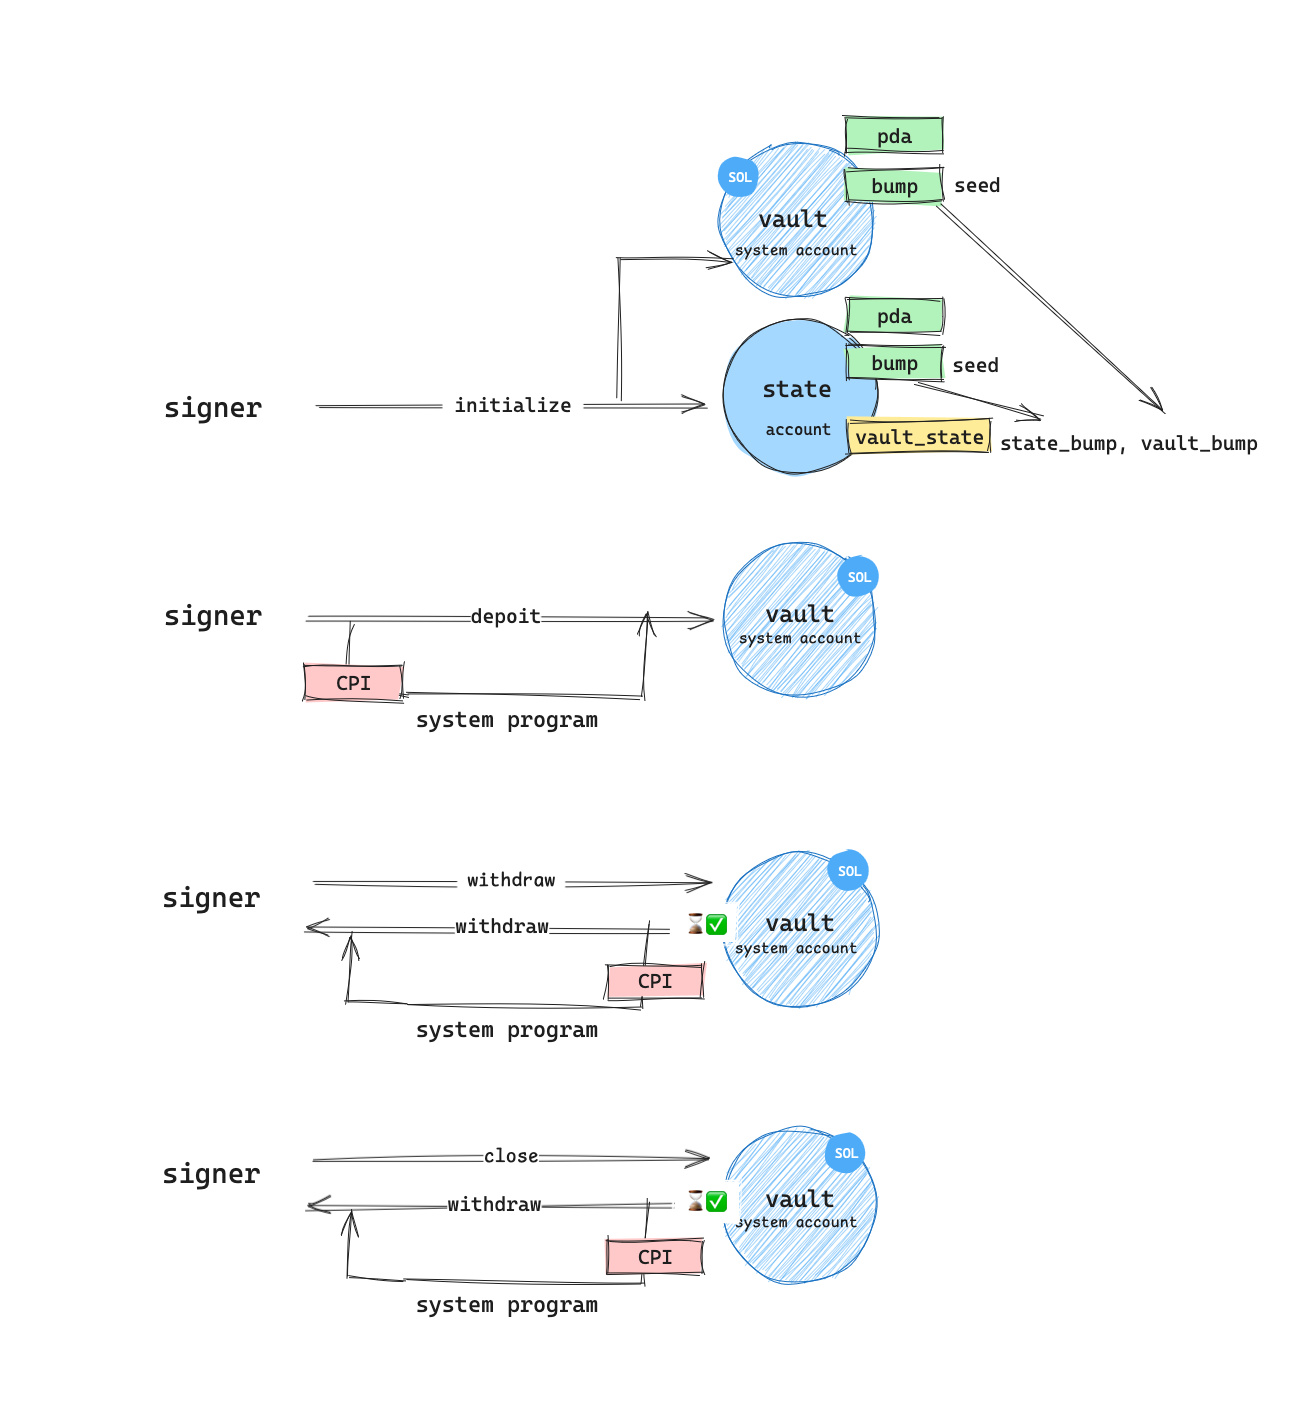 pda
SOL
bump seed
vault
system account
pda
bump seed
state
signer
initialize
account
vault_state
state_bump, vault_bump
SOL
signer
depoit
vault
system account
CPI
system program
SOL
withdraw
signer
withdraw
vault
system account
CPI
system program
SOL
close
signer
withdraw
vault
system account
CPI
system program